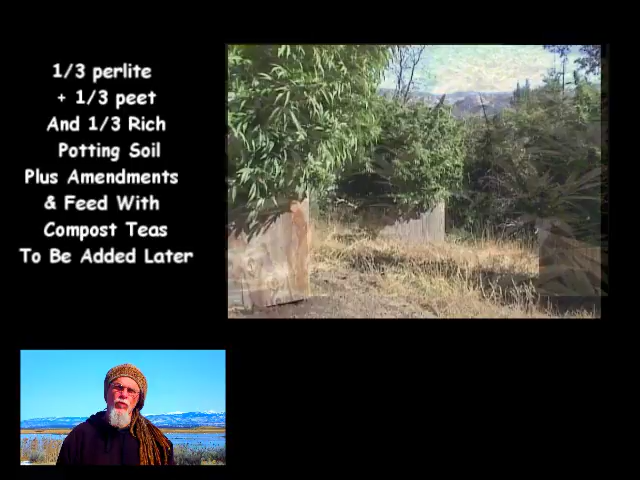 1/3 perlite
+ 1/3 peet
And 1/3 Rich
Potting Soil
Plus Amendments
& Feed With
Compost Teas
To Be Added Later